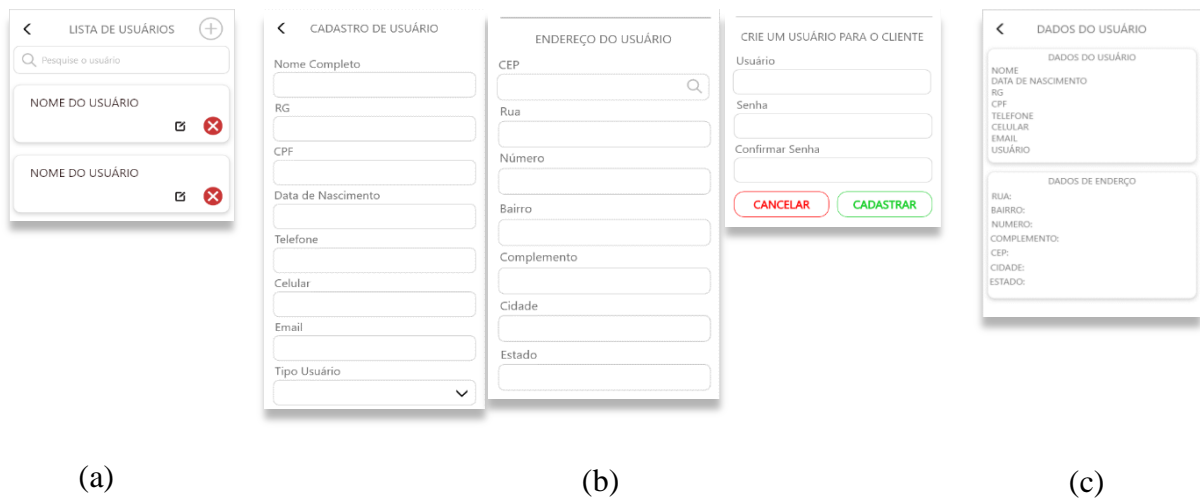 LISTA DE USUÁRIOS
Pesquise o usuário
NOME DO USUÁRIO
NOME DO USUÁRIO
CADASTRO DE USUÁRIO
Nome Completo
RG
CPF
Data de Nascimento
Telefone
Celular
Email
Tipo Usuário
ENDEREÇO DO USUÁRIO
CEP
Rua
Número
Bairro
Complemento
Cidade
Estado
CRIE UM USUÁRIO PARA O CLIENTE
Usuário
Senha
Confirmar Senha
CANCELAR CADASTRAR
DADOS DO USUÁRIO
DADOS DO USUÁRIO
NOME
DATA DE NASCIMENTO
RG
CPF
TELEFONE
CELULAR
EMAIL
USUÁRIO
DADOS DE ENDERÇO
RUA:
BAIRRO:
NUMERO:
COMPLEMENTO:
CEP:
CIDADE:
ESTADO:
(a) (b) (c)